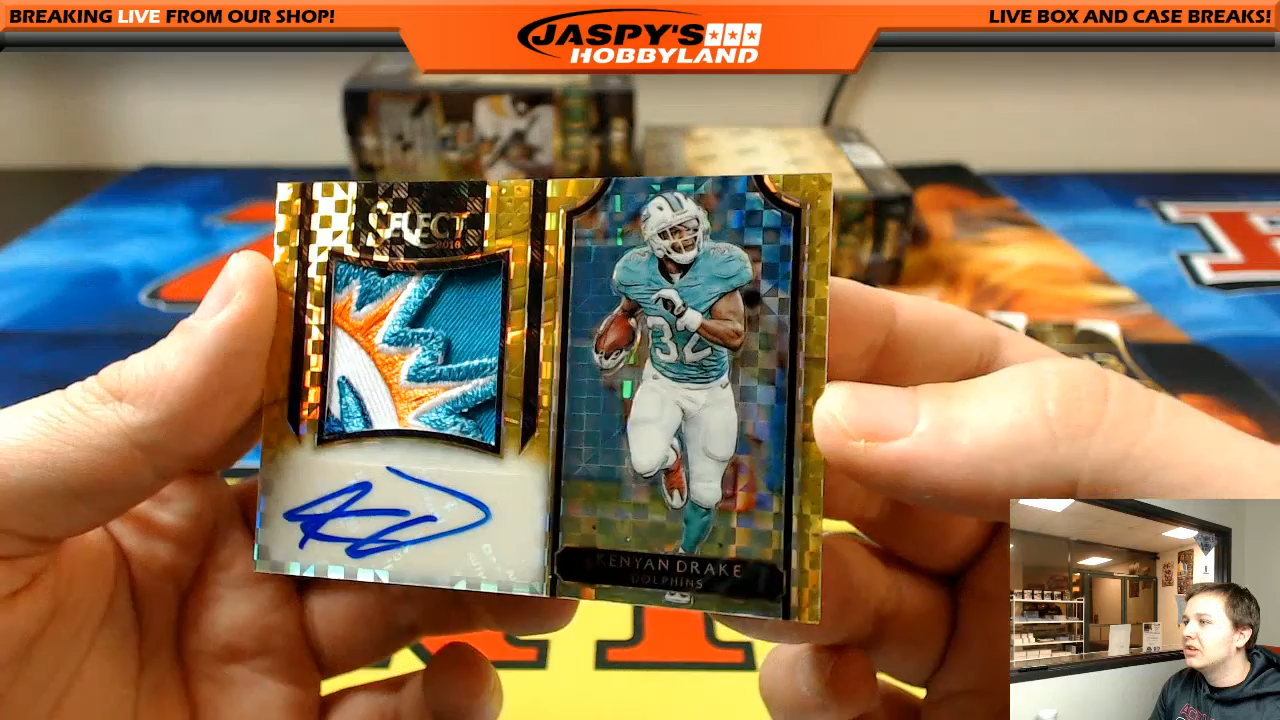 BREAKING LIVE FROM OUR SHOP!
JASPY'S
HOBBYLAND
LIVE BOX AND CASE BREAKS!
SELECT
2016
32
KENYAN DRAKE
DOLPHINS